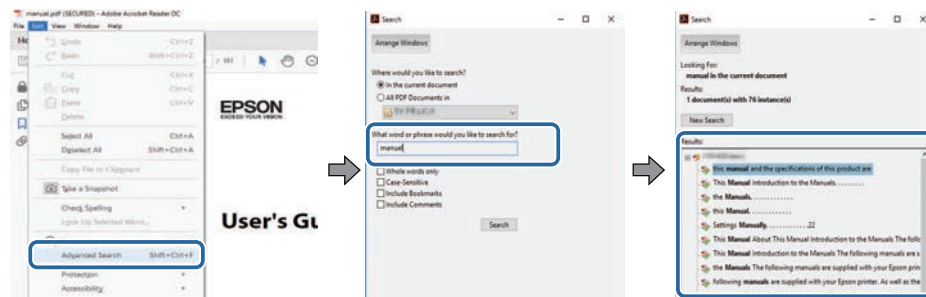 manual.pdf (SECURED) - Adobe Acrobat Reader DC
File Edit View Window Help
Undo Ctrl+Z
Redo Shift+Ctrl+Z
Cut Ctrl+X
Copy Ctrl+C
Paste Ctrl+V
Delete
Select All Ctrl+A
Deselect All Shift+Ctrl+A
Copy File to Clipboard
Take a Snapshot
Check Spelling
Advanced Search Shift+Ctrl+F
Protection
Accessibility
/ 181
EPSON
EXCEED YOUR VISION
User's Gu
Search
Arrange Windows
Where would you like to search?
In the current document
All PDF Documents in
What word or phrase would you like to search for?
manual
Whole words only
Case-Sensitive
Include Bookmarks
Include Comments
Search
Search
Arrange Windows
Looking For:
manual in the current document
Results:
1 document(s) with 76 instance(s)
New Search
Results:
this manual and the specifications of this product are
This Manual Introduction to the Manuals. . . . . . . .
the Manuals. . . . . . . . . . . .
this Manual. . . . . . . . . . . .
Settings Manually. . . . . . . . . . . .22
This Manual About This Manual Introduction to the Manuals The follo
This Manual Introduction to the Manuals The following manuals are s
the Manuals The following manuals are supplied with your Epson prin
following manuals are supplied with your Epson printer. As well as the